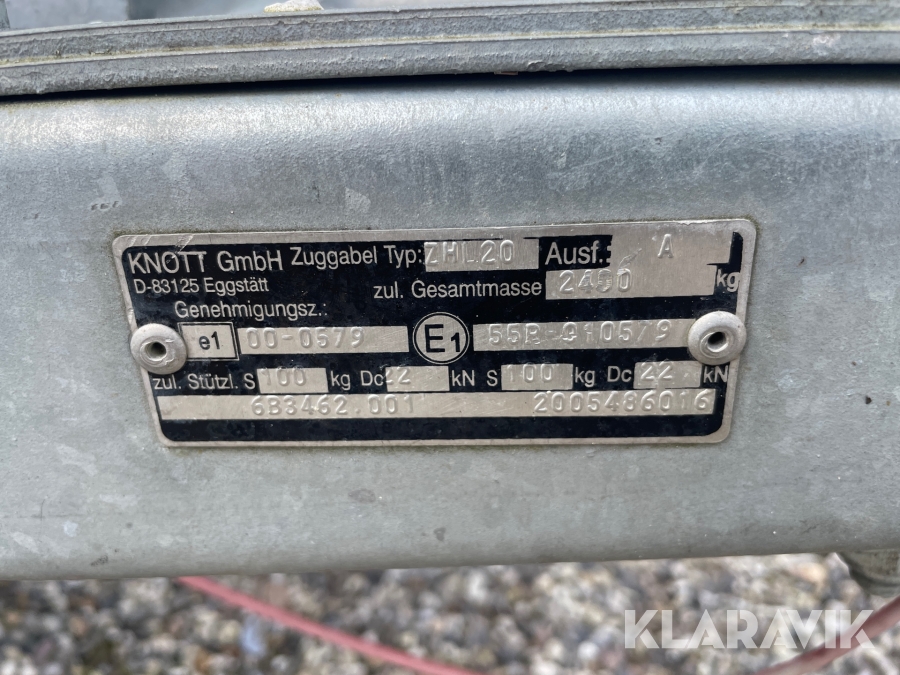 KNOTT GmbH Zuggabel Typ: ZHL20 Ausf.: A
D-83125 Eggstätt zul. Gesamtmasse 2400 kg
Genehmigungsz.:
e1 00-0579 E1 55R-010579
zul. Stützl. S 100 kg Dc 22 kN S 100 kg Dc 22 kN
6B3462.001 2005486016
KLARAVIK